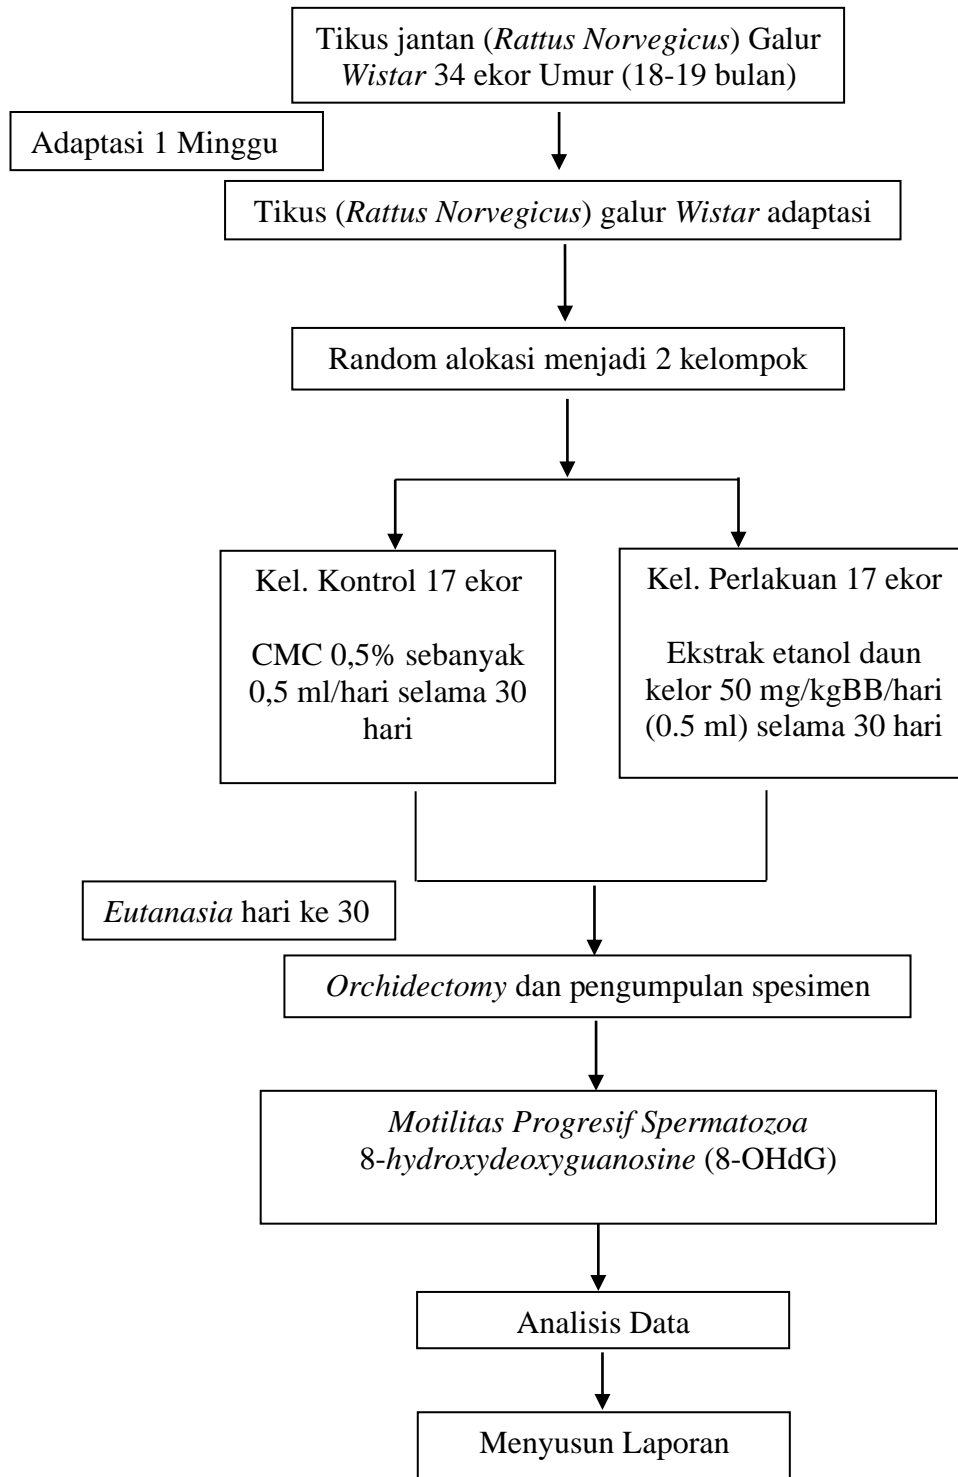 Tikus jantan (Rattus Norvegicus) Galur
Wistar 34 ekor Umur (18-19 bulan)
Adaptasi 1 Minggu
Tikus (Rattus Norvegicus) galur Wistar adaptasi
Random alokasi menjadi 2 kelompok
Kel. Kontrol 17 ekor
CMC 0,5% sebanyak
0,5 ml/hari selama 30
hari
Kel. Perlakuan 17 ekor
Ekstrak etanol daun
kelor 50 mg/kgBB/hari
(0.5 ml) selama 30 hari
Eutanasia hari ke 30
Orchidectomy dan pengumpulan spesimen
Motilitas Progresif Spermatozoa
8-hydroxydeoxyguanosine (8-OHdG)
Analisis Data
Menyusun Laporan